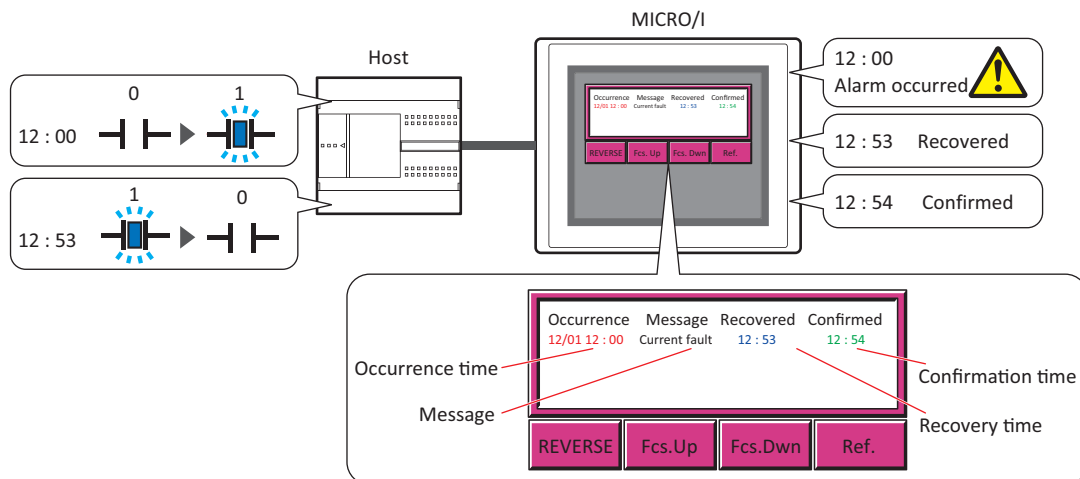 MICRO/I
Host
0 1
12 : 00
1 0
12 : 53
Occurrence Message Recovered Confirmed
12/01 12 : 00 Current fault 12 : 53 12 : 54
REVERSE Fcs. Up Fcs. Dwn Ref.
12 : 00
Alarm occurred
12 : 53 Recovered
12 : 54 Confirmed
Occurrence Message Recovered Confirmed
12/01 12 : 00 Current fault 12 : 53 12 : 54
Occurrence time
Confirmation time
Message
Recovery time
REVERSE Fcs.Up Fcs.Dwn Ref.